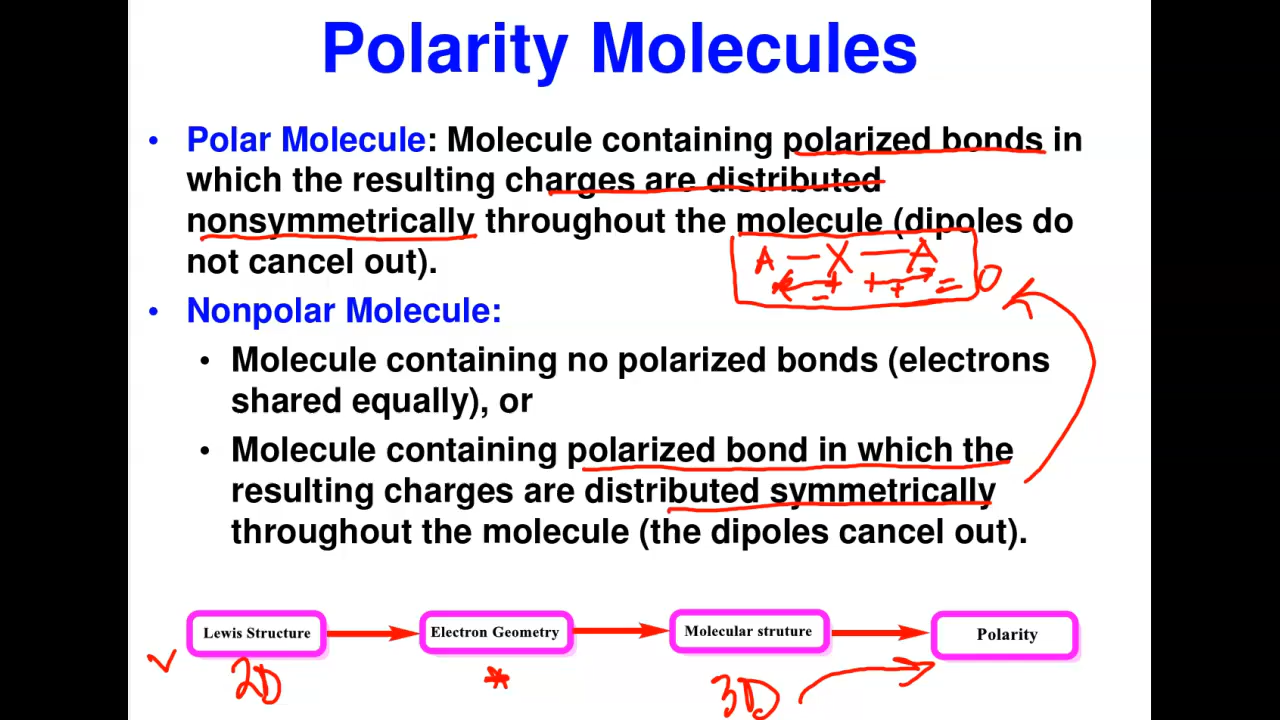 Polarity Molecules
• Polar Molecule: Molecule containing polarized bonds in
which the resulting charges are distributed
nonsymmetrically throughout the molecule (dipoles do
not cancel out).
A — X — A
+ + = 0
- +
• Nonpolar Molecule:
• Molecule containing no polarized bonds (electrons
shared equally), or
• Molecule containing polarized bond in which the
resulting charges are distributed symmetrically
throughout the molecule (the dipoles cancel out).
Lewis Structure
Electron Geometry
Molecular struture
Polarity
✓ 2D
*
3D